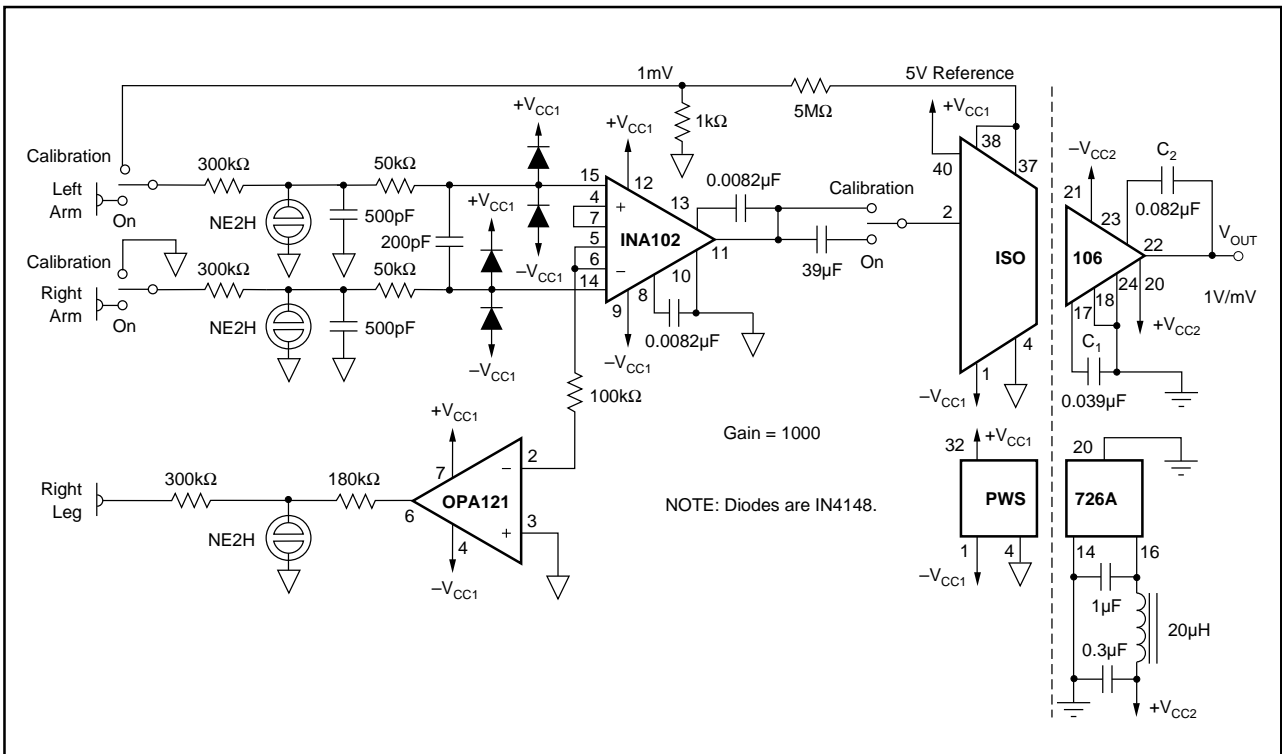 1mV
5V Reference
5MΩ
1kΩ
+VCC1
+VCC1
+VCC1
38
40
37
Calibration
Left
Arm
On
300kΩ
50kΩ
NE2H
500pF
200pF
+VCC1
–VCC1
15
4
7
5
6
14
+
–
INA102
12
13
11
10
8
9
–VCC1
0.0082µF
0.0082µF
39µF
Calibration
On
2
ISO
1
–VCC1
4
–VCC2
21
23
C2
0.082µF
22
VOUT
106
24
20
18
17
+VCC2
1V/mV
C1
0.039µF
Calibration
Right
Arm
On
300kΩ
50kΩ
NE2H
500pF
–VCC1
100kΩ
Gain = 1000
NOTE: Diodes are IN4148.
Right
Leg
300kΩ
180kΩ
NE2H
+VCC1
7
6
OPA121
2
–
3
+
4
–VCC1
32
+VCC1
PWS
1
4
–VCC1
20
726A
14
16
1µF
20µH
0.3µF
+VCC2